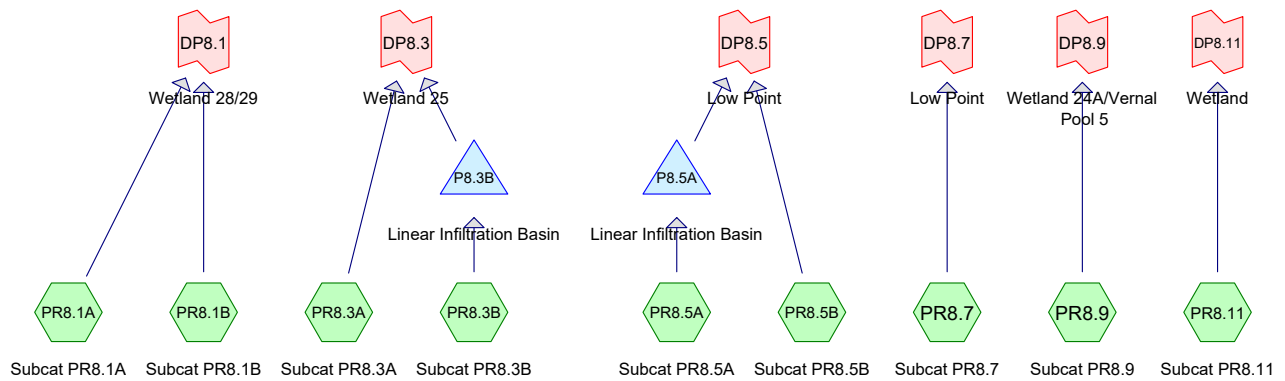 DP8.1
DP8.3
DP8.5
DP8.7
DP8.9
DP8.11
Wetland 28/29
Wetland 25
Low Point
Low Point
Wetland 24A/Vernal
Pool 5
Wetland
P8.3B
P8.5A
Linear Infiltration Basin
Linear Infiltration Basin
PR8.1A
PR8.1B
PR8.3A
PR8.3B
PR8.5A
PR8.5B
PR8.7
PR8.9
PR8.11
Subcat PR8.1A
Subcat PR8.1B
Subcat PR8.3A
Subcat PR8.3B
Subcat PR8.5A
Subcat PR8.5B
Subcat PR8.7
Subcat PR8.9
Subcat PR8.11